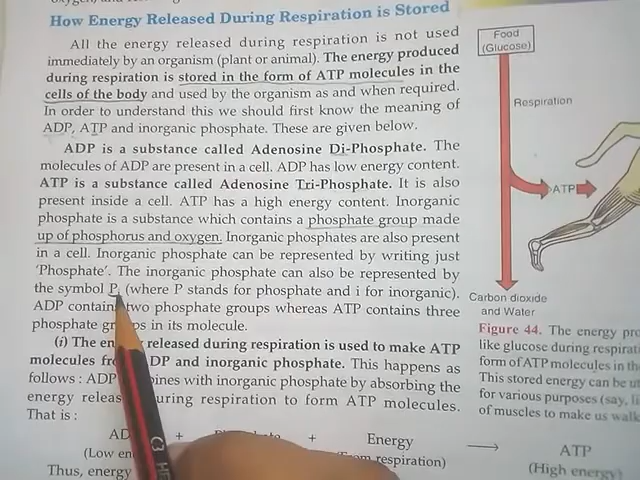 How Energy Released During Respiration is Stored
All the energy released during respiration is not used
immediately by an organism (plant or animal). The energy produced
during respiration is stored in the form of ATP molecules in the
cells of the body and used by the organism as and when required.
In order to understand this we should first know the meaning of
ADP, ATP and inorganic phosphate. These are given below.
ADP is a substance called Adenosine Di-Phosphate. The
molecules of ADP are present in a cell. ADP has low energy content.
ATP is a substance called Adenosine Tri-Phosphate. It is also
present inside a cell. ATP has a high energy content. Inorganic
phosphate is a substance which contains a phosphate group made
up of phosphorus and oxygen. Inorganic phosphates are also present
in a cell. Inorganic phosphate can be represented by writing just
'Phosphate'. The inorganic phosphate can also be represented by
the symbol Pi (where P stands for phosphate and i for inorganic).
ADP contain two phosphate groups whereas ATP contains three
phosphate gr ps in its molecule.
(i) The en released during respiration is used to make ATP
molecules fr DP and inorganic phosphate. This happens as
follows : ADP bines with inorganic phosphate by absorbing the
energy releas uring respiration to form ATP molecules.
That is :
AD + + Energy ⟶ ATP
(Low en respiration) (High energy)
Thus, energy
Food
(Glucose)
Respiration
ATP
Carbon dioxide
and Water
Figure 44. The energy pro
like glucose during respirati
form of ATP molecules in th
This stored energy can be u
for various purposes (say, li
of muscles to make us walk
C3 HE